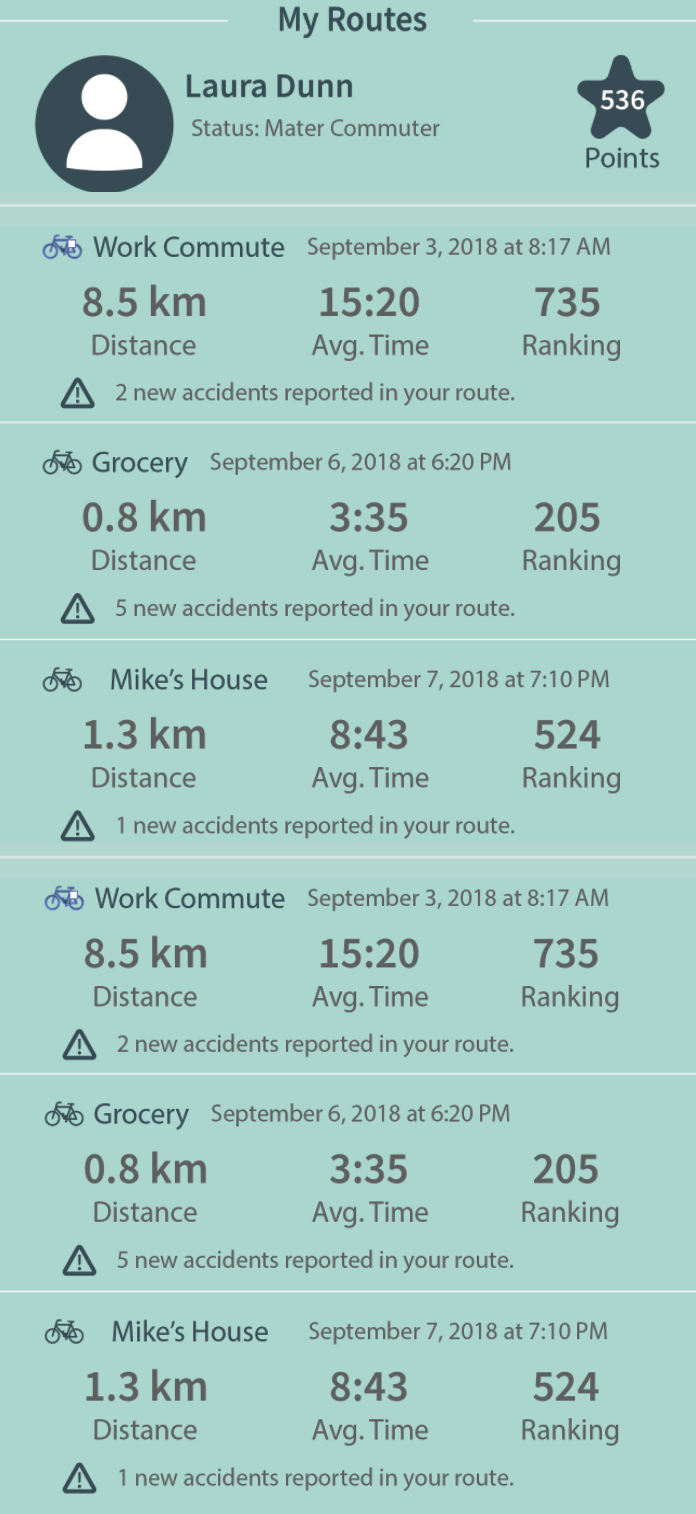 My Routes
Laura Dunn
Status: Mater Commuter
536
Points
Work Commute September 3, 2018 at 8:17 AM
8.5 km 15:20 735
Distance Avg. Time Ranking
2 new accidents reported in your route.
Grocery September 6, 2018 at 6:20 PM
0.8 km 3:35 205
Distance Avg. Time Ranking
5 new accidents reported in your route.
Mike's House September 7, 2018 at 7:10 PM
1.3 km 8:43 524
Distance Avg. Time Ranking
1 new accidents reported in your route.
Work Commute September 3, 2018 at 8:17 AM
8.5 km 15:20 735
Distance Avg. Time Ranking
2 new accidents reported in your route.
Grocery September 6, 2018 at 6:20 PM
0.8 km 3:35 205
Distance Avg. Time Ranking
5 new accidents reported in your route.
Mike's House September 7, 2018 at 7:10 PM
1.3 km 8:43 524
Distance Avg. Time Ranking
1 new accidents reported in your route.